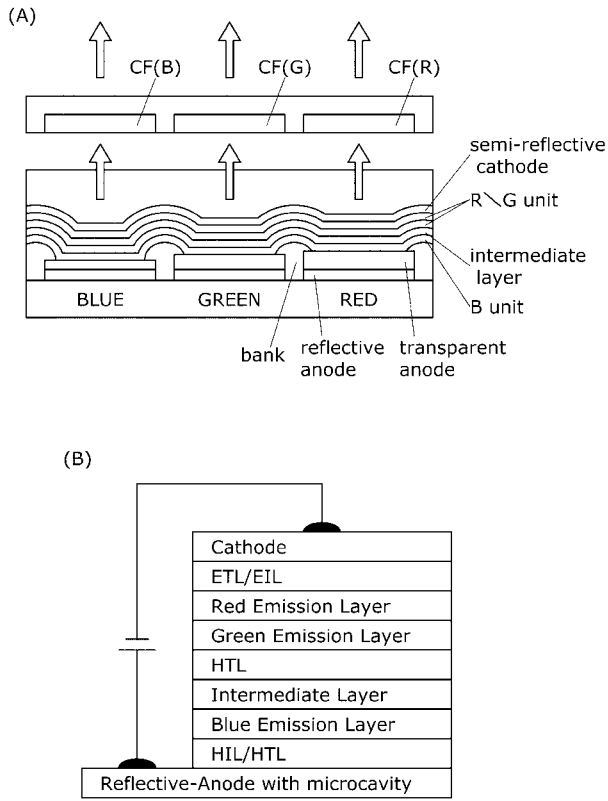 (A)
CF(B)
CF(G)
CF(R)
semi-reflective
cathode
R\G unit
intermediate
layer
B unit
BLUE
GREEN
RED
bank
reflective
anode
transparent
anode
(B)
Cathode
ETL/EIL
Red Emission Layer
Green Emission Layer
HTL
Intermediate Layer
Blue Emission Layer
HIL/HTL
Reflective-Anode with microcavity